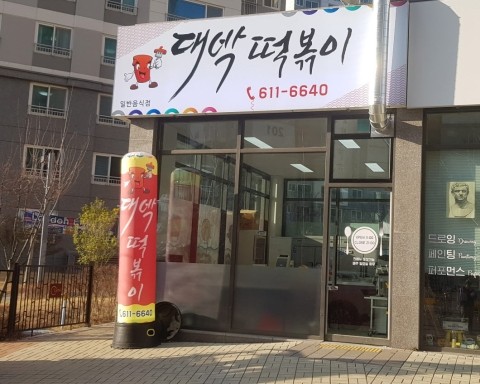 대박 떡볶이
611-6640
일반음식점
대박
떡볶이
611-6640
201
드로잉
페인팅
퍼포먼스